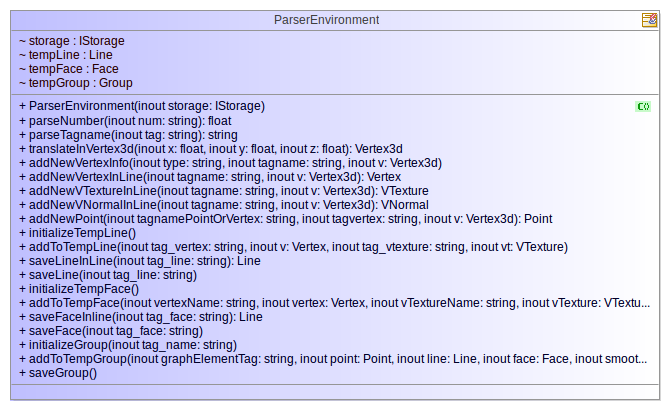 ParserEnvironment
~ storage : IStorage
~ tempLine : Line
~ tempFace : Face
~ tempGroup : Group
+ ParserEnvironment(inout storage: IStorage)
+ parseNumber(inout num: string): float
+ parseTagname(inout tag: string): string
+ translateInVertex3d(inout x: float, inout y: float, inout z: float): Vertex3d
+ addNewVertexInfo(inout type: string, inout tagname: string, inout v: Vertex3d)
+ addNewVertexInLine(inout tagname: string, inout v: Vertex3d): Vertex
+ addNewVTextureInLine(inout tagname: string, inout v: Vertex3d): VTexture
+ addNewVNormalInLine(inout tagname: string, inout v: Vertex3d): VNormal
+ addNewPoint(inout tagnamePointOrVertex: string, inout tagvertex: string, inout v: Vertex3d): Point
+ initializeTempLine()
+ addToTempLine(inout tag_vertex: string, inout v: Vertex, inout tag_vtexture: string, inout vt: VTexture)
+ saveLineInLine(inout tag_line: string): Line
+ saveLine(inout tag_line: string)
+ initializeTempFace()
+ addToTempFace(inout vertexName: string, inout vertex: Vertex, inout vTextureName: string, inout vTexture: VTextu...
+ saveFaceInline(inout tag_face: string): Line
+ saveFace(inout tag_face: string)
+ initializeGroup(inout tag_name: string)
+ addToTempGroup(inout graphElementTag: string, inout point: Point, inout line: Line, inout face: Face, inout smoot...
+ saveGroup()